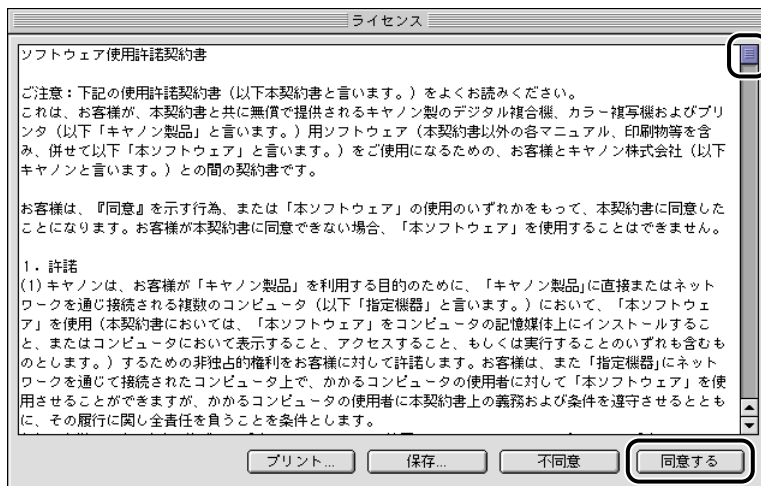 ライセンス
ソフトウェア使用許諾契約書
ご注意：下記の使用許諾契約書（以下本契約書と言います。）をよくお読みください。
これは、お客様が、本契約書と共に無償で提供されるキヤノン製のデジタル複合機、カラー複写機およびプリ
ンタ（以下「キヤノン製品」と言います。）用ソフトウェア（本契約書以外の各マニュアル、印刷物等を含
み、併せて以下「本ソフトウェア」と言います。）をご使用になるための、お客様とキヤノン株式会社（以下
キヤノンと言います。）との間の契約書です。
お客様は、『同意』を示す行為、または「本ソフトウェア」の使用のいずれかをもって、本契約書に同意した
ことになります。お客様が本契約書に同意できない場合、「本ソフトウェア」を使用することはできません。
1．許諾
(1)キヤノンは、お客様が「キヤノン製品」を利用する目的のために、「キヤノン製品」に直接またはネット
ワークを通じ接続される複数のコンピュータ（以下「指定機器」と言います。）において、「本ソフトウェ
ア」を使用（本契約書においては、「本ソフトウェア」をコンピュータの記憶媒体上にインストールするこ
と、またはコンピュータにおいて表示すること、アクセスすること、もしくは実行することのいずれも含むも
のとします。）するための非独占的権利をお客様に対して許諾します。お客様は、また「指定機器」にネット
ワークを通じて接続されたコンピュータ上で、かかるコンピュータの使用者に対して「本ソフトウェア」を使
用させることができますが、かかるコンピュータの使用者に本契約書上の義務および条件を遵守させるととも
に、その履行に関し全責任を負うことを条件とします。
プリント... 保存... 不同意 同意する